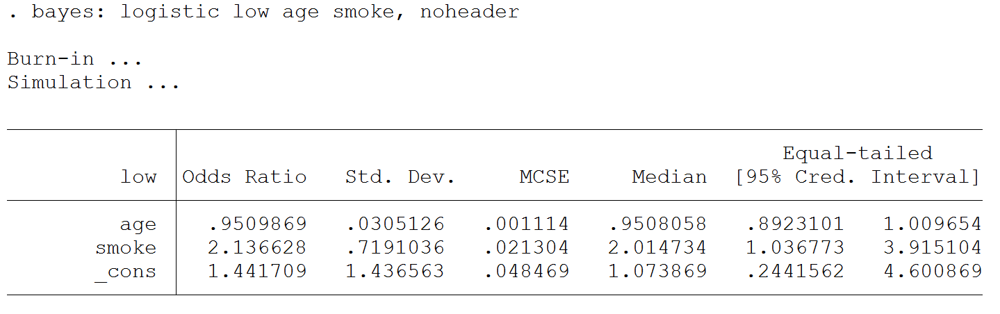 . bayes: logistic low age smoke, noheader
Burn-in ...
Simulation ...
Equal-tailed
low Odds Ratio Std. Dev. MCSE Median [95% Cred. Interval]
age .9509869 .0305126 .001114 .9508058 .8923101 1.009654
smoke 2.136628 .7191036 .021304 2.014734 1.036773 3.915104
_cons 1.441709 1.436563 .048469 1.073869 .2441562 4.600869